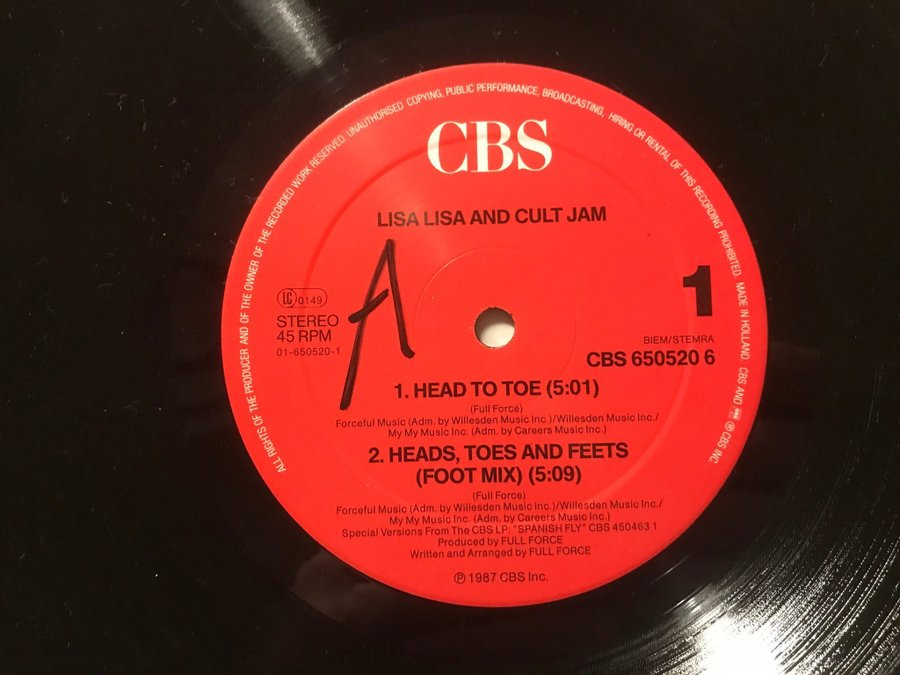 ALL RIGHTS OF THE PRODUCER AND OF THE OWNER OF THE RECORDED WORK RESERVED. UNAUTHORISED COPYING, PUBLIC PERFORMANCE, BROADCASTING, HIRING OR RENTAL OF THIS RECORDING PROHIBITED. MADE IN HOLLAND. CBS AND ℗ CBS INC.
CBS
LISA LISA AND CULT JAM
A
1
LC 0149
STEREO
45 RPM
01-650520-1
BIEM/STEMRA
CBS 650520 6
1. HEAD TO TOE (5:01)
(Full Force)
Forceful Music (Adm. by Willesden Music Inc.)/Willesden Music Inc./
My My Music Inc. (Adm. by Careers Music Inc.)
2. HEADS, TOES AND FEETS
(FOOT MIX) (5:09)
(Full Force)
Forceful Music (Adm. by Willesden Music Inc.)/Willesden Music Inc./
My My Music Inc. (Adm. by Careers Music Inc.)
Special Versions From The CBS LP: "SPANISH FLY" CBS 450463 1
Produced by FULL FORCE
Written and Arranged by FULL FORCE
℗ 1987 CBS Inc.